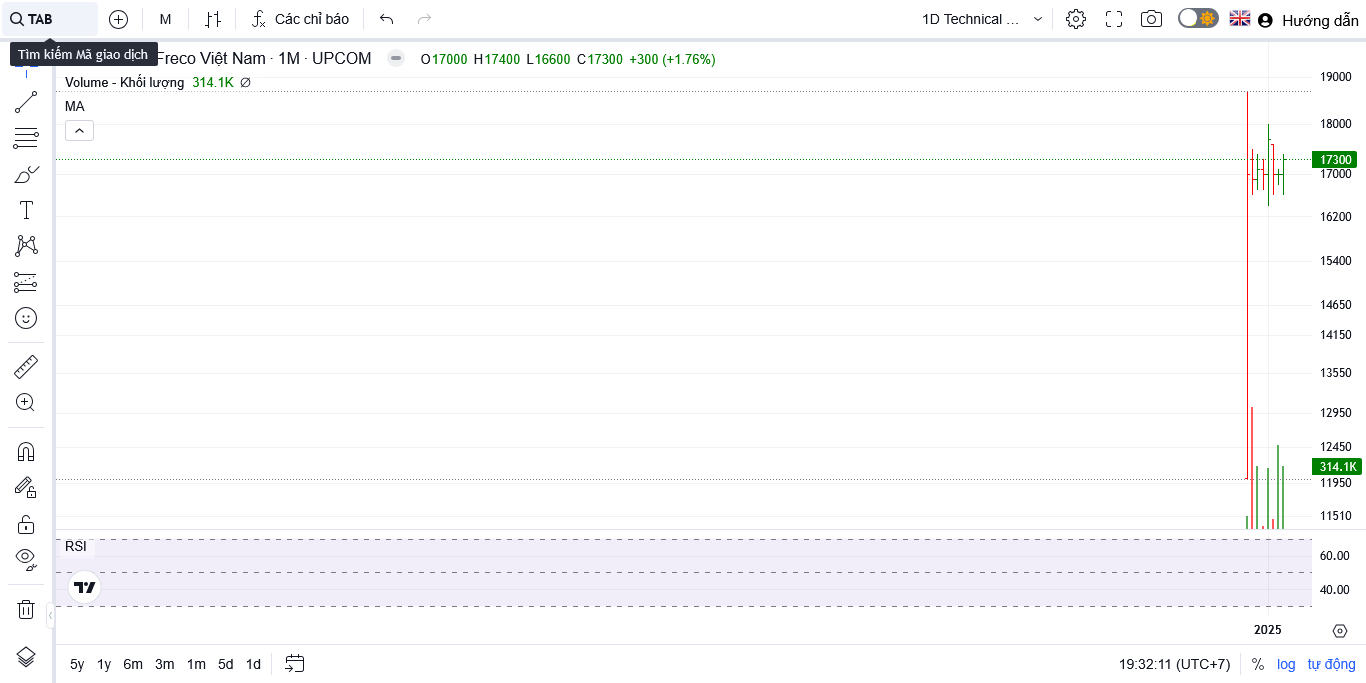 TAB
M
Các chỉ báo
1D Technical ...
Hướng dẫn
Tìm kiếm Mã giao dịch
Freco Việt Nam · 1M · UPCOM
O17000 H17400 L16600 C17300 +300 (+1.76%)
Volume - Khối lượng 314.1K ∅
MA
19000
18000
17300
17000
16200
15400
14650
14150
13550
12950
12450
314.1K
11950
11510
RSI
60.00
40.00
2025
5y 1y 6m 3m 1m 5d 1d
19:32:11 (UTC+7)
% log tự động